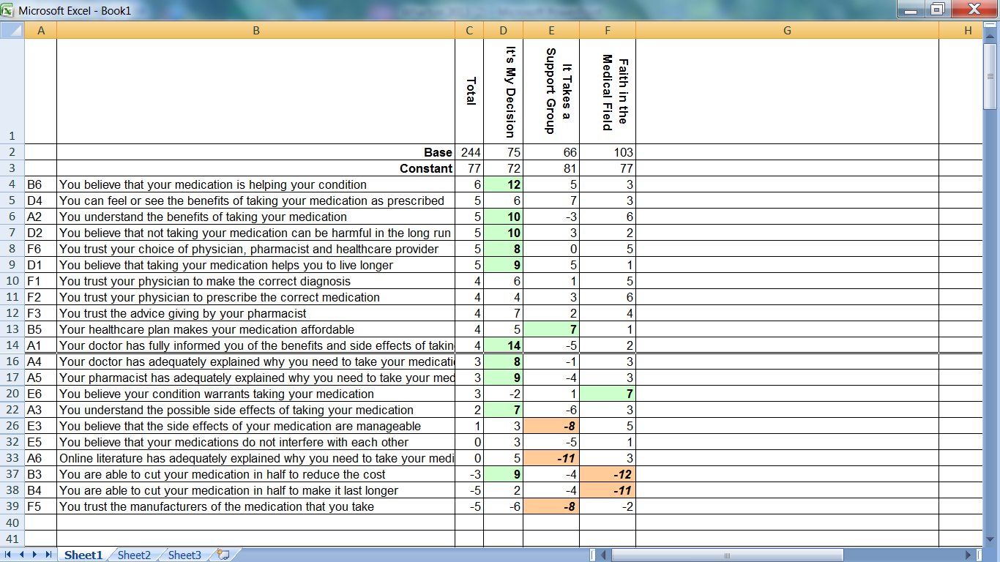 Microsoft Excel - Book1
A B C D E F G H
1 Total It's My Decision It Takes a Support Group Faith in the Medical Field
2 Base 244 75 66 103
3 Constant 77 72 81 77
4 B6 You believe that your medication is helping your condition 6 12 5 3
5 D4 You can feel or see the benefits of taking your medication as prescribed 5 6 7 3
6 A2 You understand the benefits of taking your medication 5 10 -3 6
7 D2 You believe that not taking your medication can be harmful in the long run 5 10 3 2
8 F6 You trust your choice of physician, pharmacist and healthcare provider 5 8 0 5
9 D1 You believe that taking your medication helps you to live longer 5 9 5 1
10 F1 You trust your physician to make the correct diagnosis 4 6 1 5
11 F2 You trust your physician to prescribe the correct medication 4 4 3 6
12 F3 You trust the advice giving by your pharmacist 4 7 2 4
13 B5 Your healthcare plan makes your medication affordable 4 5 7 1
14 A1 Your doctor has fully informed you of the benefits and side effects of takin 4 14 -5 2
16 A4 Your doctor has adequately explained why you need to take your medicati 3 8 -1 3
17 A5 Your pharmacist has adequately explained why you need to take your med 3 9 -4 3
20 E6 You believe your condition warrants taking your medication 3 -2 1 7
22 A3 You understand the possible side effects of taking your medication 2 7 -6 3
26 E3 You believe that the side effects of your medication are manageable 1 3 -8 5
32 E5 You believe that your medications do not interfere with each other 0 3 -5 1
33 A6 Online literature has adequately explained why you need to take your medi 0 5 -11 3
37 B3 You are able to cut your medication in half to reduce the cost -3 9 -4 -12
38 B4 You are able to cut your medication in half to make it last longer -5 2 -4 -11
39 F5 You trust the manufacturers of the medication that you take -5 -6 -8 -2
40
41
Sheet1 Sheet2 Sheet3